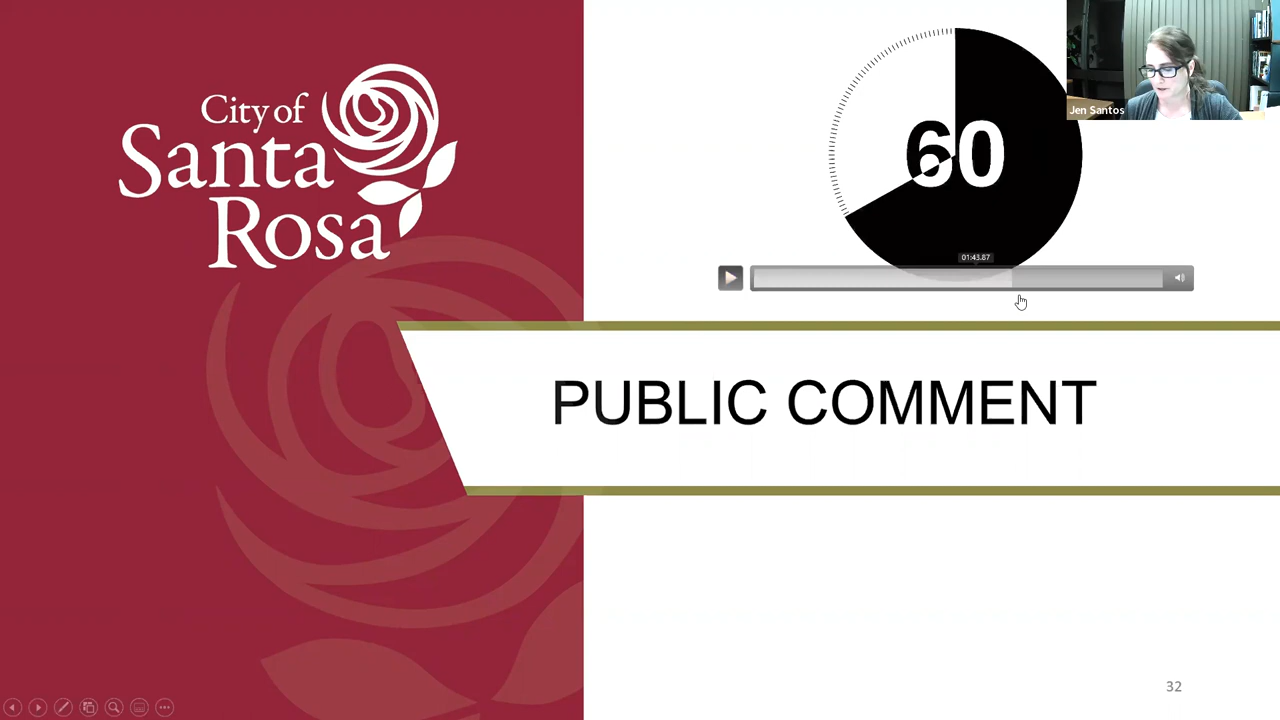 City of
Santa
Rosa
60
Jen Santos
01:43.87
PUBLIC COMMENT
32